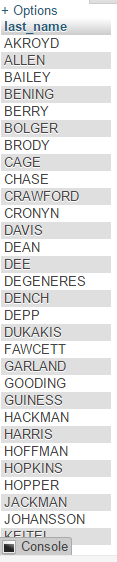 + Options
last_name
AKROYD
ALLEN
BAILEY
BENING
BERRY
BOLGER
BRODY
CAGE
CHASE
CRAWFORD
CRONYN
DAVIS
DEAN
DEE
DEGENERES
DENCH
DEPP
DUKAKIS
FAWCETT
GARLAND
GOODING
GUINESS
HACKMAN
HARRIS
HOFFMAN
HOPKINS
HOPPER
JACKMAN
JOHANSSON
KEITEL
Console